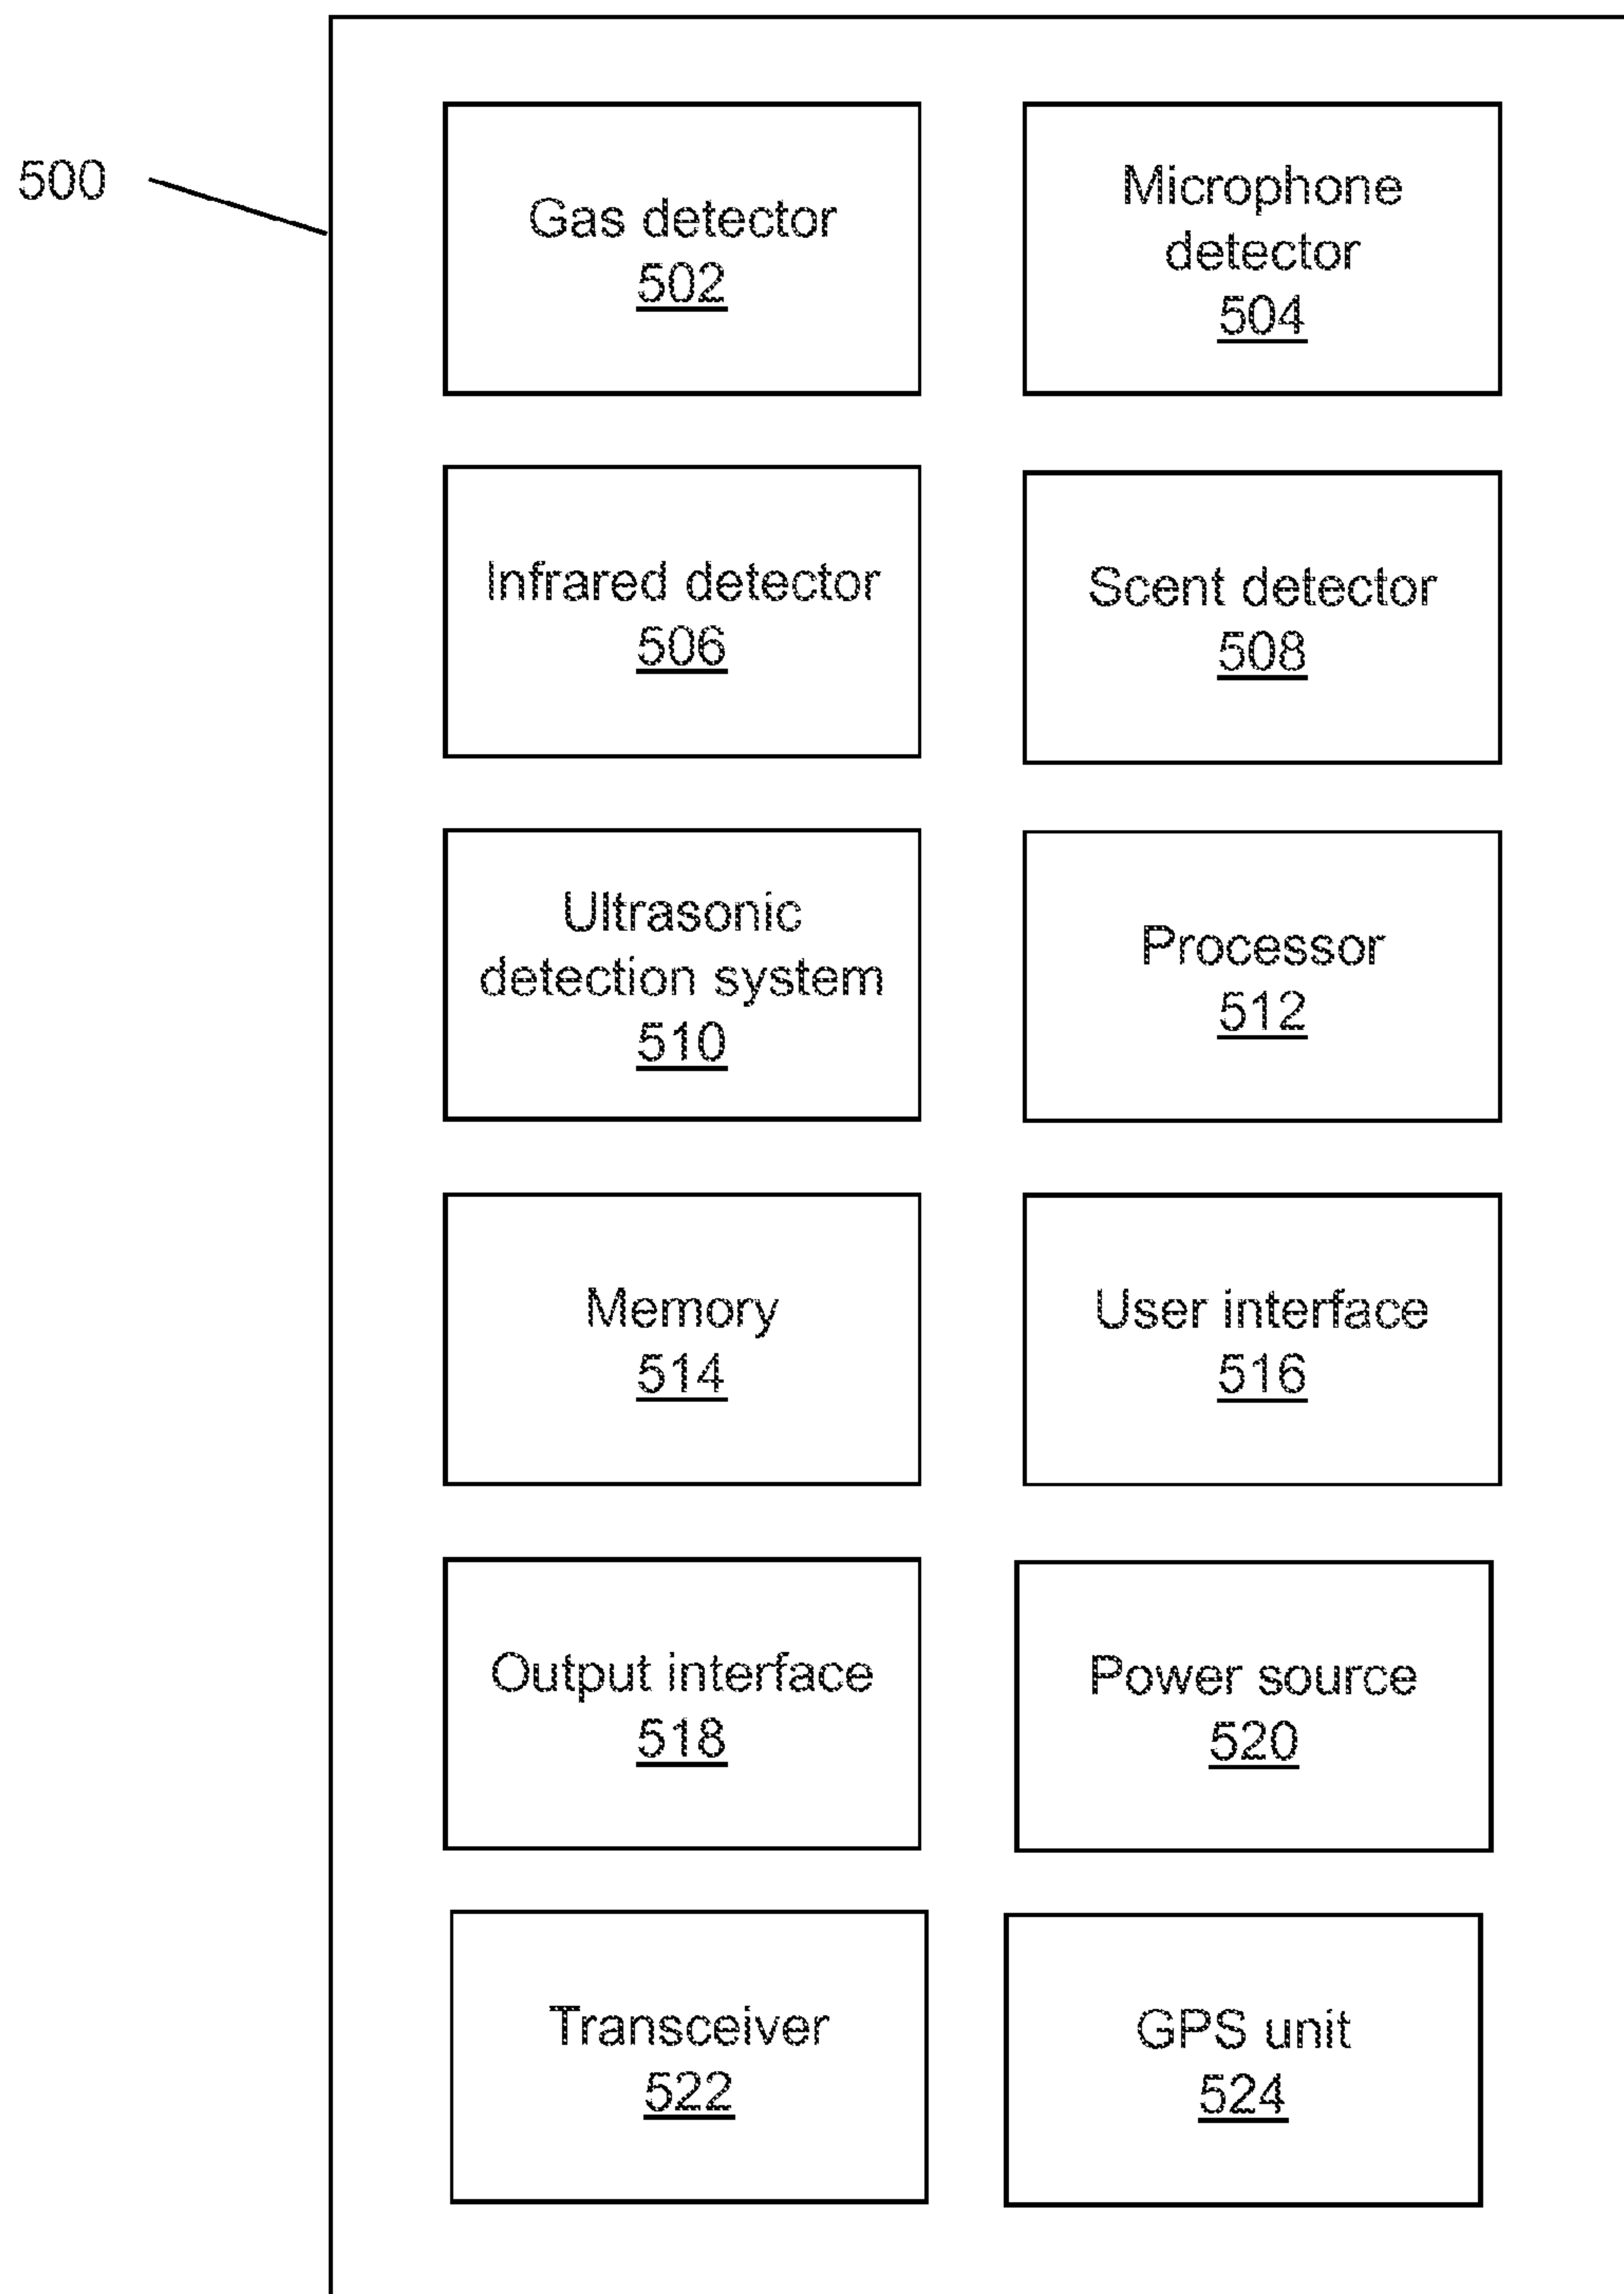 500
Gas detector
502
Microphone
detector
504
Infrared detector
506
Scent detector
508
Ultrasonic
detection system
510
Processor
512
Memory
514
User interface
516
Output interface
518
Power source
520
Transceiver
522
GPS unit
524